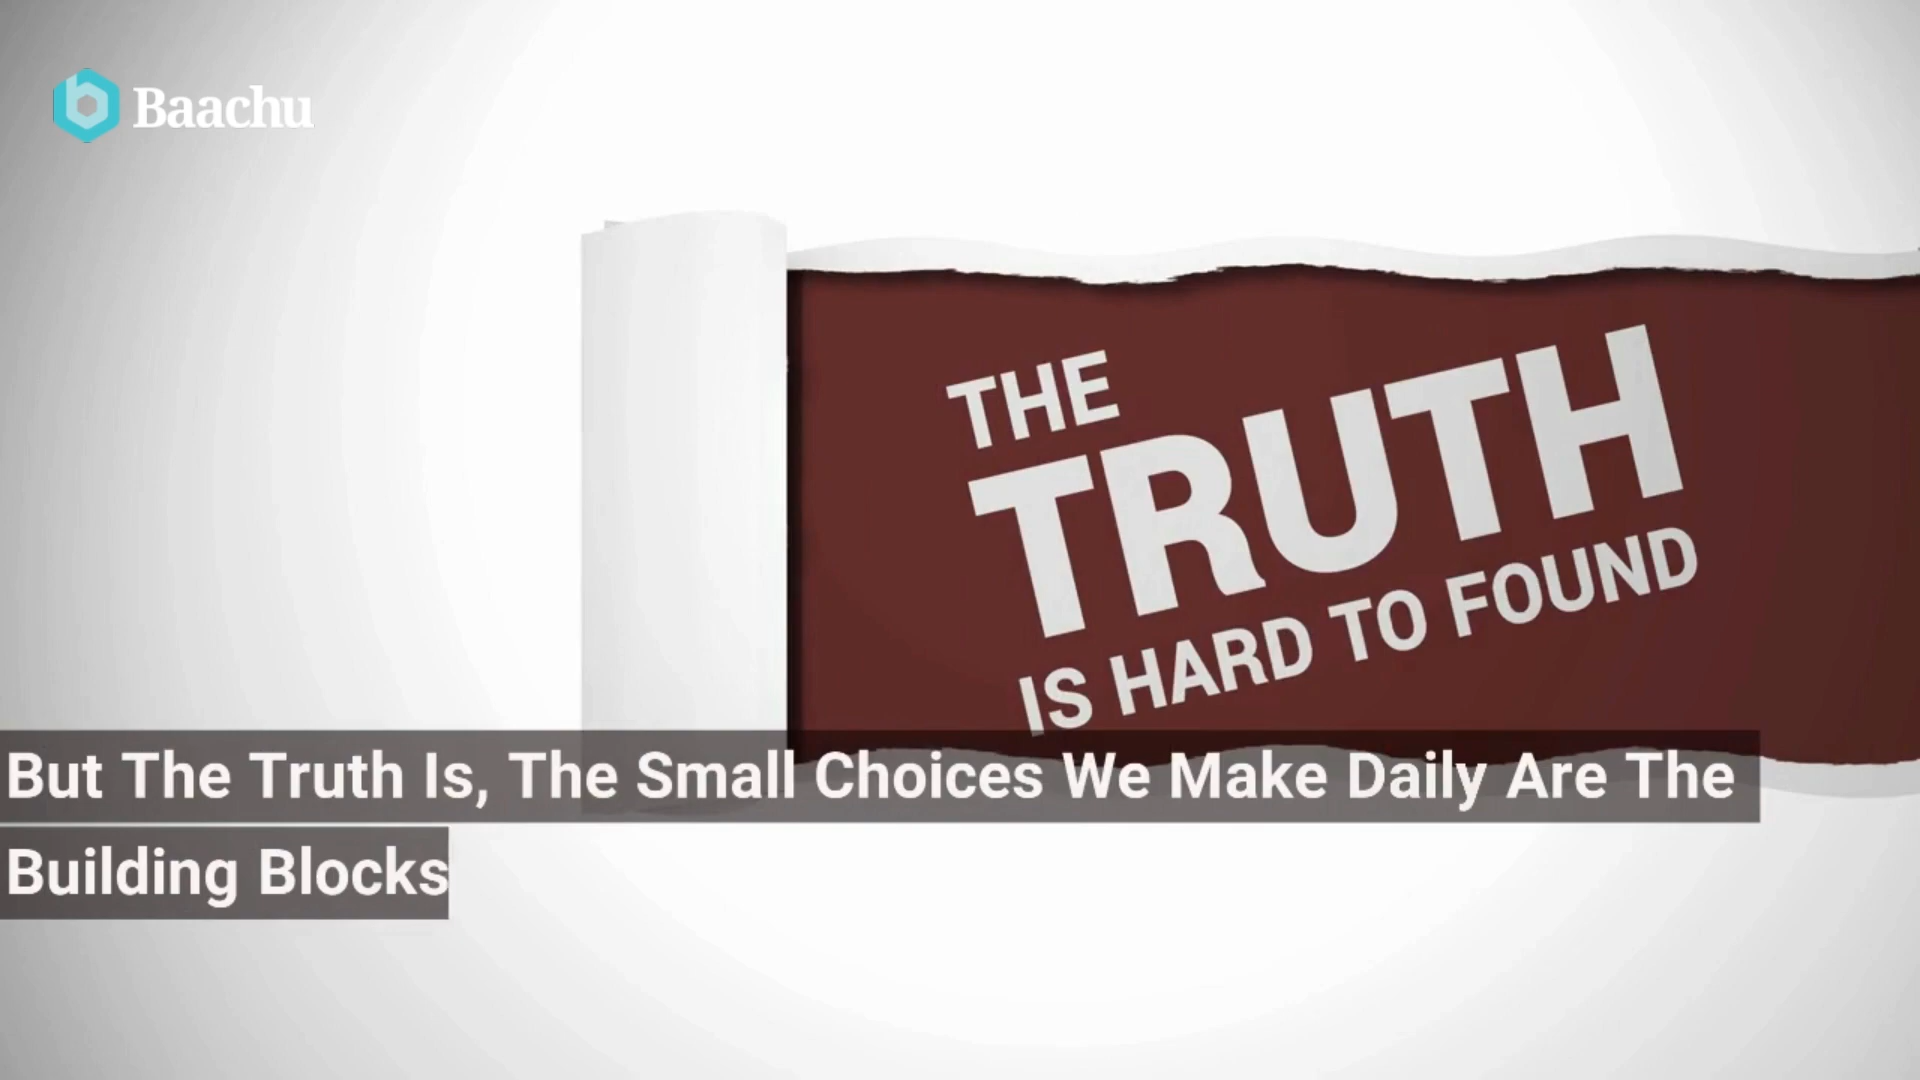 Baachu
THE
TRUTH
IS HARD TO FOUND
But The Truth Is, The Small Choices We Make Daily Are The
Building Blocks